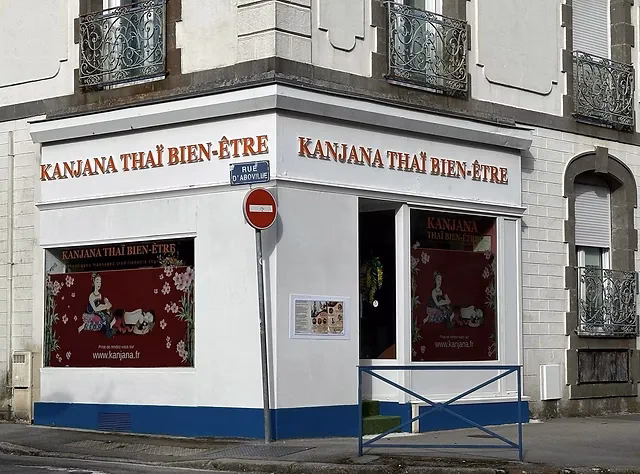 KANJANA THAÏ BIEN-ÊTRE
KANJANA THAÏ BIEN-ÊTRE
RUE
D'ABOVILLE
KANJANA THAÏ BIEN-ÊTRE
www.kanjana.fr
KANJANA
THAÏ BIEN-ÊTRE
www.kanjana.fr